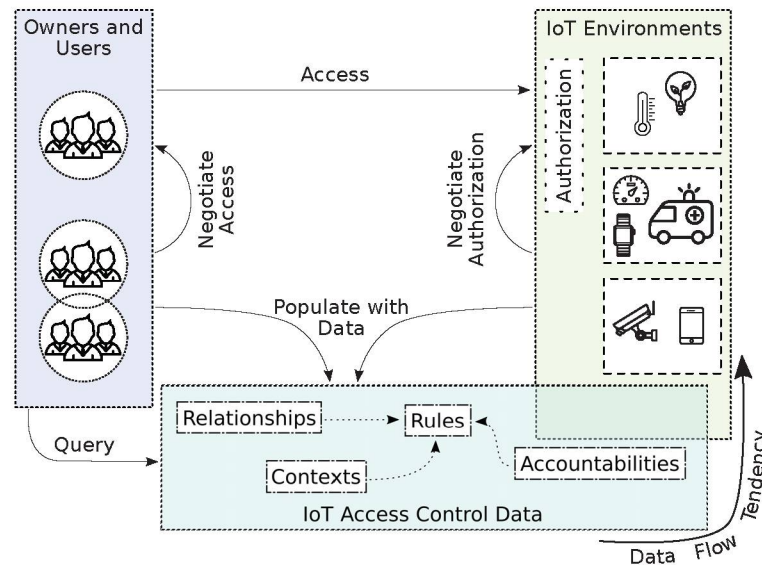 Owners and
Users
IoT Environments
Access
Authorization
Negotiate
Access
Negotiate
Authorization
Populate with
Data
Relationships
Rules
Query
Contexts
Accountabilities
IoT Access Control Data
Data Flow Tendency